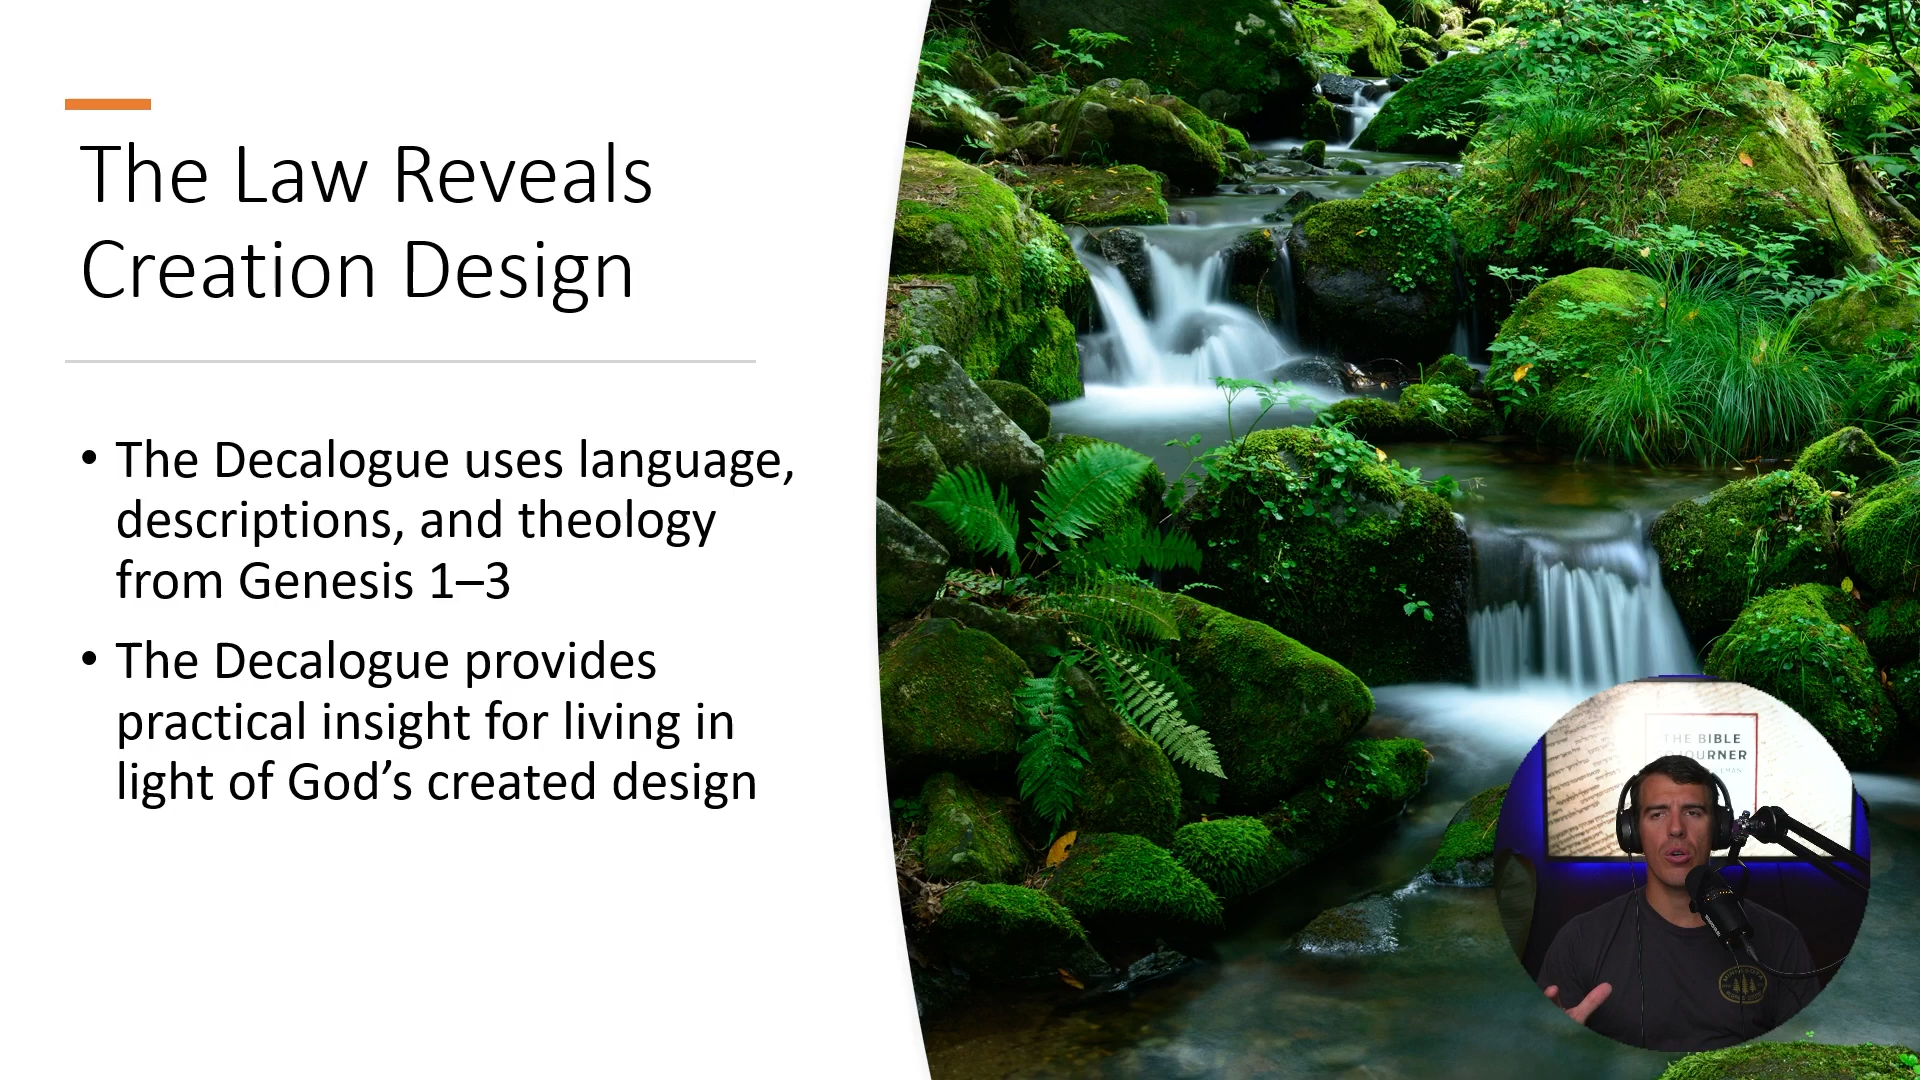 The Law Reveals
Creation Design
• The Decalogue uses language,
descriptions, and theology
from Genesis 1–3
• The Decalogue provides
practical insight for living in
light of God’s created design
THE BIBLE
MINNESOTA